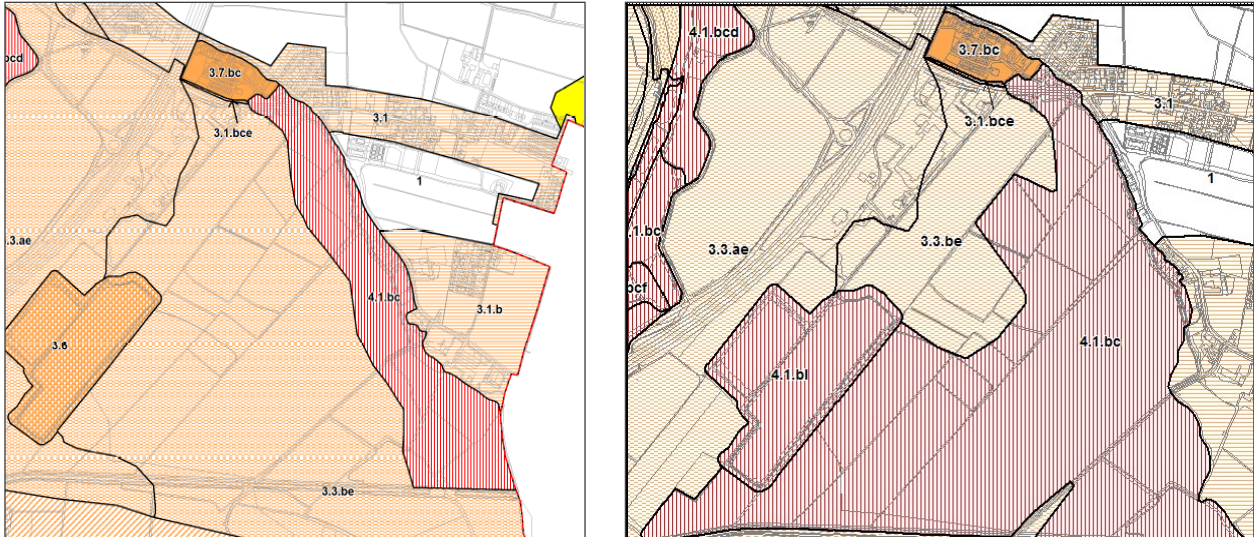 bcd
3.7.bc
3.1
3.1.bce
1
.3.ae
4.1.bc
3.1.b
3.6
3.3.be
4.1.bcd
3.7.bc
3.1
3.1.bce
1
.1.bc
3.3.be
3.3.ae
bcf
4.1.bc
4.1.bl